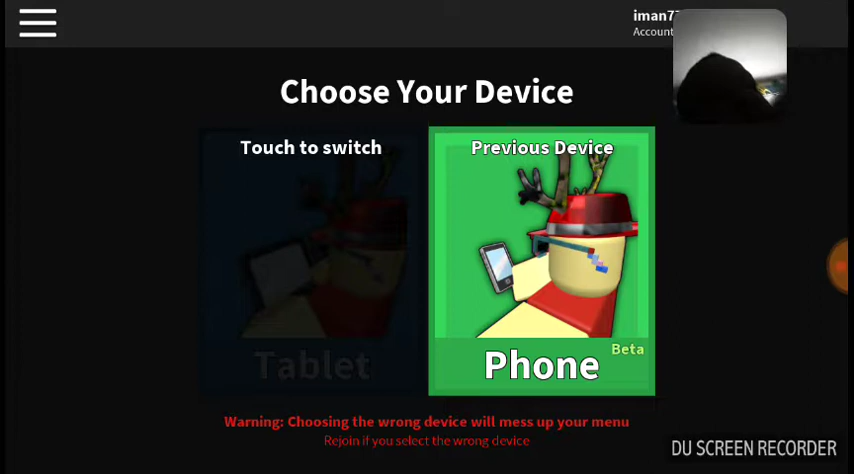 iman7
Account
Choose Your Device
Touch to switch
Previous Device
Tablet
Beta
Phone
Warning: Choosing the wrong device will mess up your menu
Rejoin if you select the wrong device
DU SCREEN RECORDER